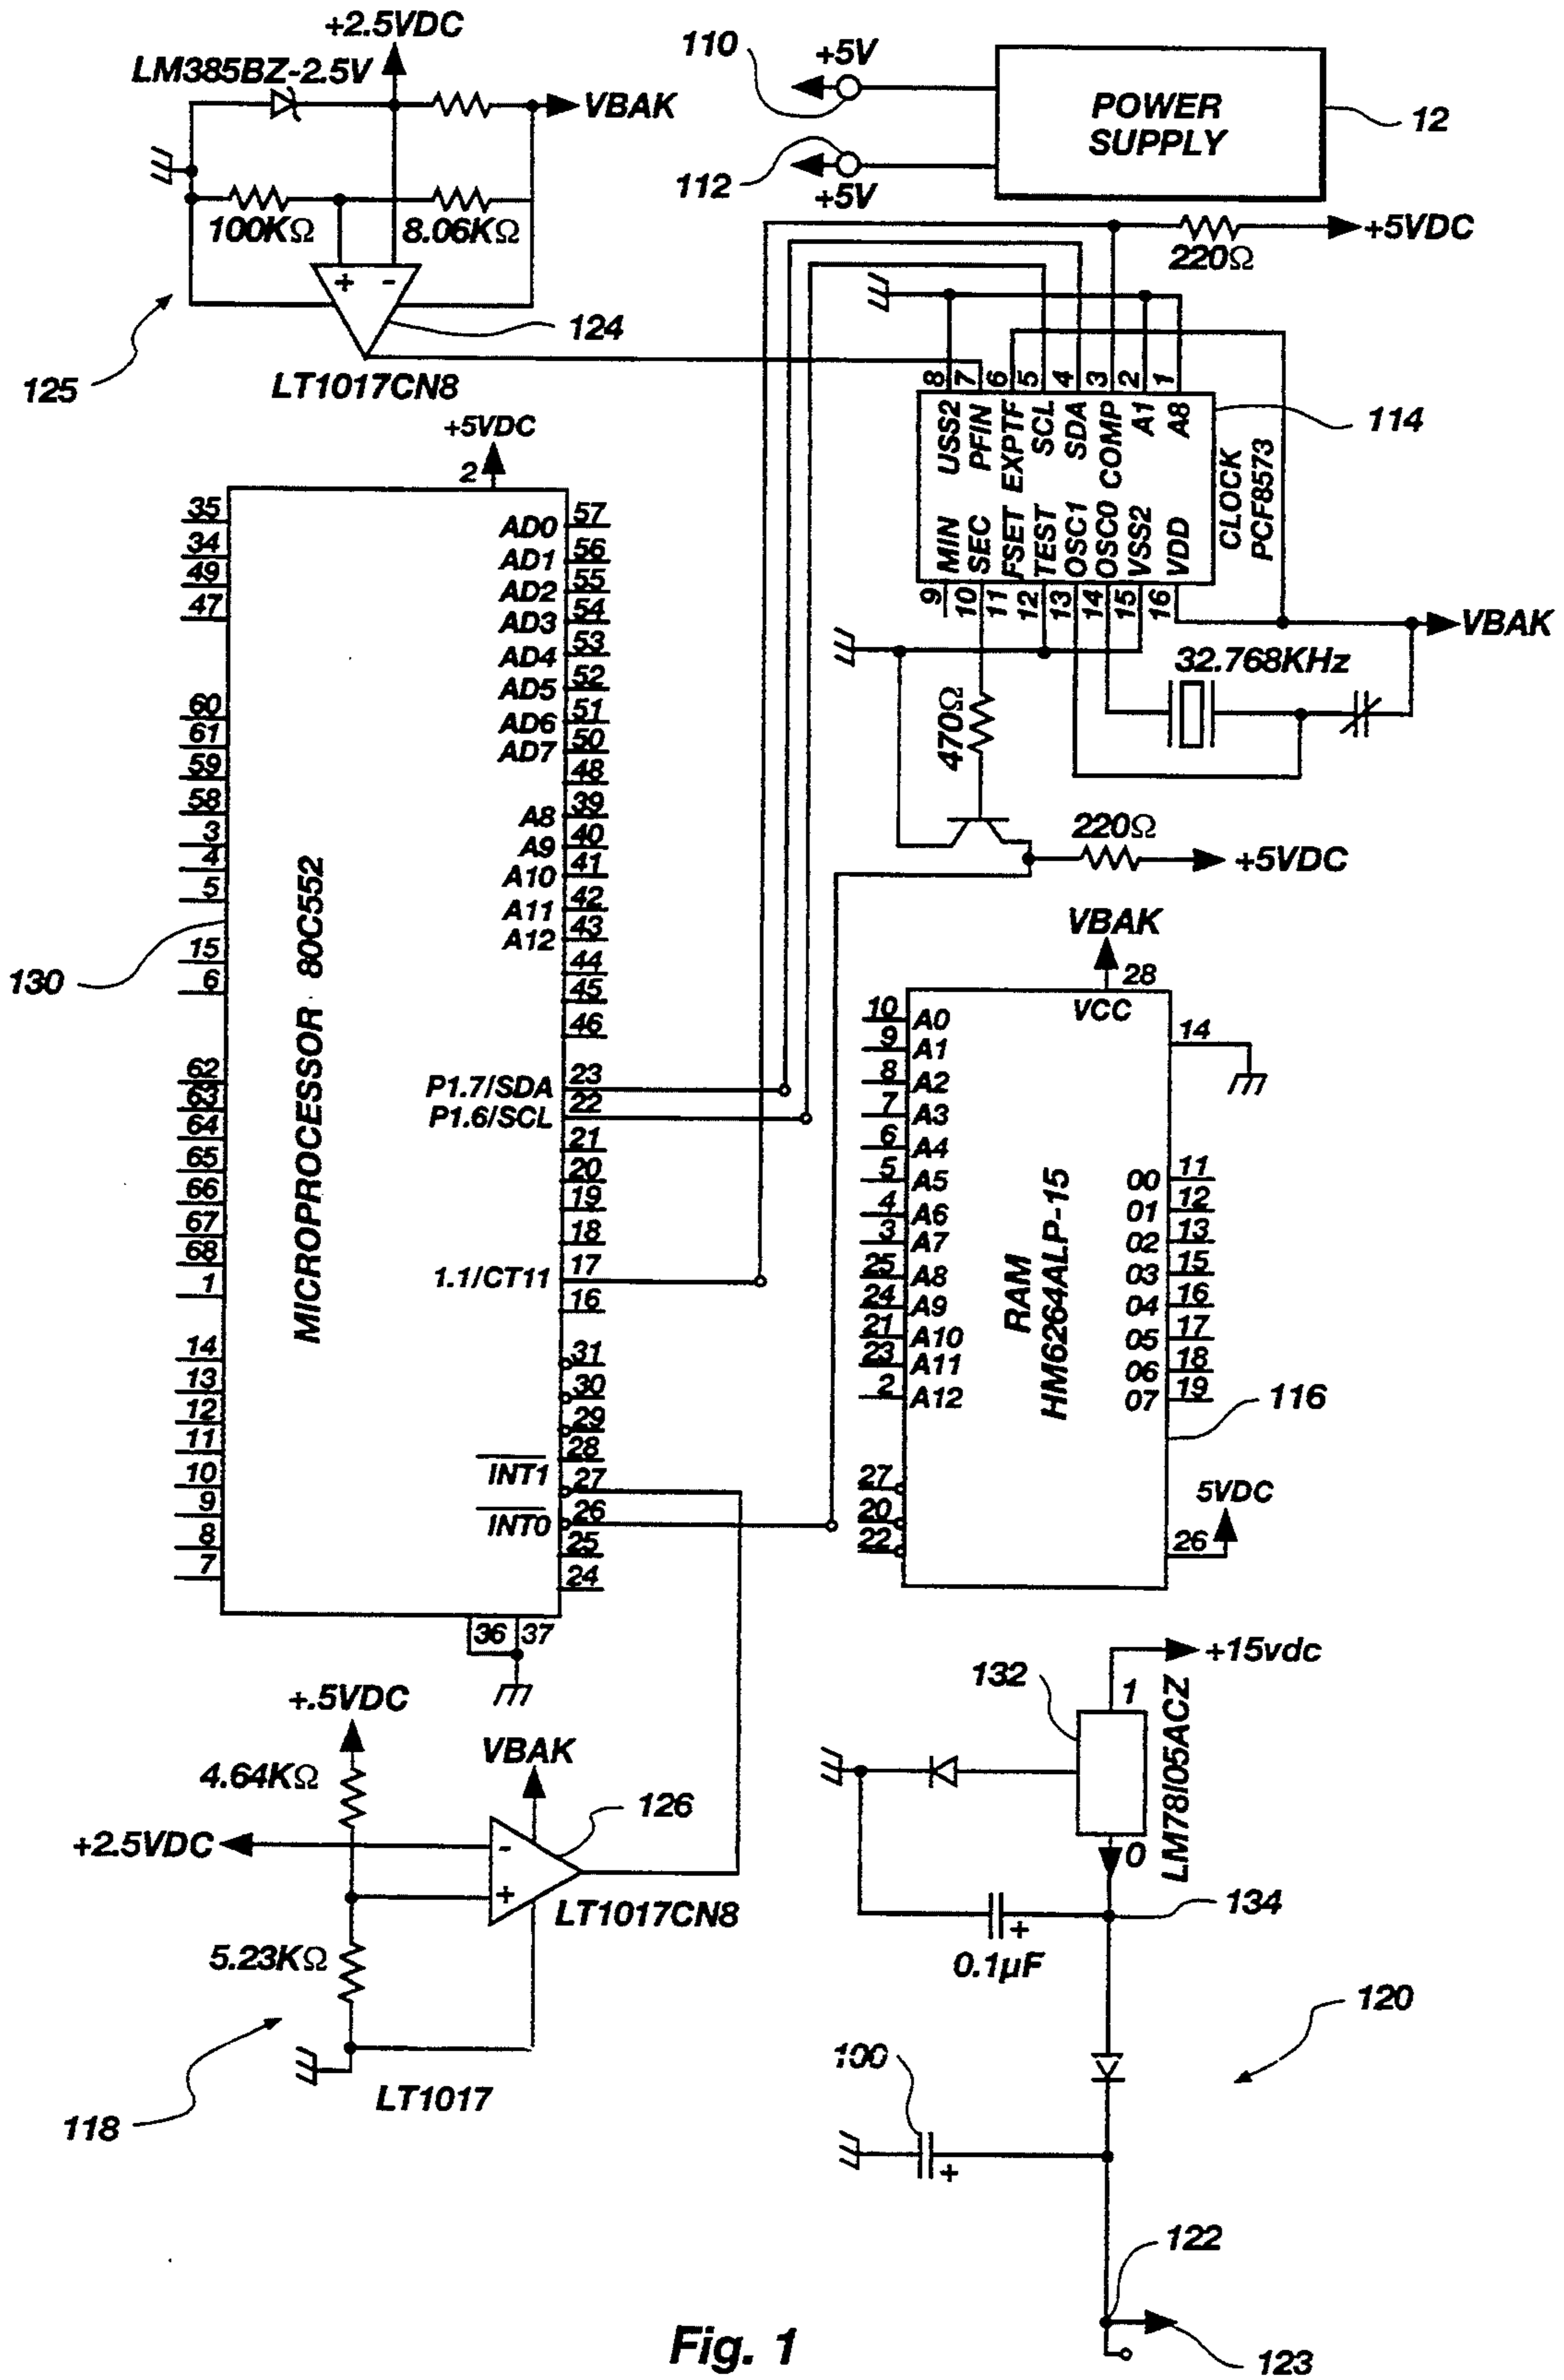 +2.5VDC
LM385BZ-2.5V
VBAK
100KΩ
8.06KΩ
+ -
124
125
LT1017CN8
110
+5V
112
+5V
POWER
SUPPLY
12
220Ω
+5VDC
8 7 6 5 4 3 2 1
USS2 PFIN EXPTF SCL SDA COMP A1 A8
MIN SEC FSET TEST OSC1 OSC0 VSS2 VDD
9 10 11 12 13 14 15 16
CLOCK
PCF8573
114
VBAK
32.768KHz
470Ω
220Ω
+5VDC
+5VDC
2
35
34
49
47
60
61
59
58
3
4
5
15
6
62
63
64
65
66
67
68
1
14
13
12
11
10
9
8
7
130
MICROPROCESSOR 80C552
AD0 57
AD1 56
AD2 55
AD3 54
AD4 53
AD5 52
AD6 51
AD7 50
48
A8 39
A9 40
A10 41
A11 42
A12 43
44
45
46
P1.7/SDA 23
P1.6/SCL 22
21
20
19
18
1.1/CT11 17
16
31
30
29
28
INT1 27
INT0 26
25
24
36 37
VBAK
28
VCC
14
10 A0
9 A1
8 A2
7 A3
6 A4
5 A5
4 A6
3 A7
25 A8
24 A9
21 A10
23 A11
2 A12
27
20
22
RAM
HM6264ALP-15
00 11
01 12
02 13
03 15
04 16
05 17
06 18
07 19
116
5VDC
26
+.5VDC
4.64KΩ
VBAK
126
+2.5VDC
-
+
LT1017CN8
5.23KΩ
LT1017
118
+15vdc
132
1
LM78I05ACZ
0
134
+
0.1µF
120
100
+
122
123
Fig. 1